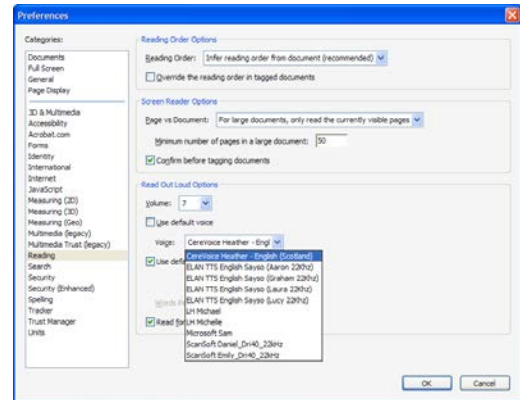 Preferences
Categories:
Documents
Full Screen
General
Page Display
3D & Multimedia
Accessibility
Acrobat.com
Forms
Identity
International
Internet
JavaScript
Measuring (2D)
Measuring (3D)
Measuring (Geo)
Multimedia (legacy)
Multimedia Trust (legacy)
Reading
Search
Security
Security (Enhanced)
Spelling
Tracker
Trust Manager
Units
Reading Order Options
Reading Order: Infer reading order from document (recommended)
Override the reading order in tagged documents
Screen Reader Options
Page vs Document: For large documents, only read the currently visible pages
Minimum number of pages in a large document: 50
Confirm before tagging documents
Read Out Loud Options
Volume: 7
Use default voice
Voice: CereVoice Heather - Engl
CereVoice Heather - English (Scotland)
Use defa
ELAN TTS English Sayso (Aaron 22Khz)
ELAN TTS English Sayso (Graham 22Khz)
ELAN TTS English Sayso (Laura 22Khz)
ELAN TTS English Sayso (Lucy 22Khz)
Words
LH Michael
Read
LH Michelle
Microsoft Sam
ScanSoft Daniel_Dri40_22kHz
ScanSoft Emily_Dri40_22kHz
OK Cancel